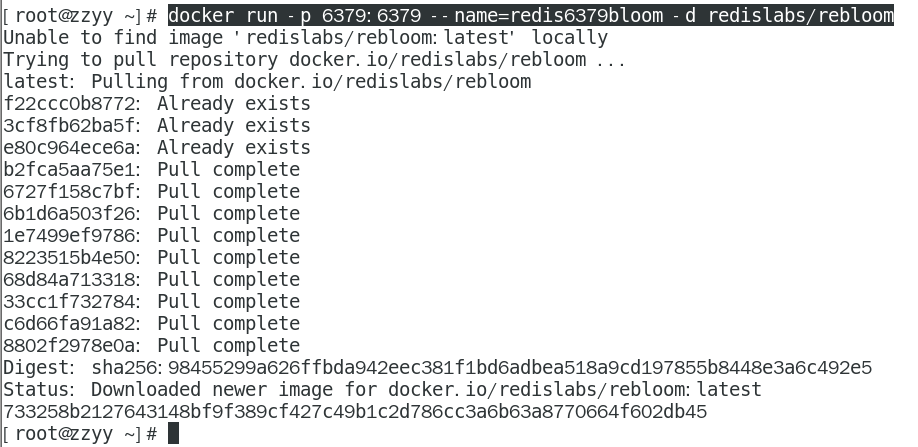 [root@zzyy ~]# docker run -p 6379:6379 --name=redis6379bloom -d redislabs/rebloom
Unable to find image 'redislabs/rebloom:latest' locally
Trying to pull repository docker.io/redislabs/rebloom ...
latest: Pulling from docker.io/redislabs/rebloom
f22ccc0b8772: Already exists
3cf8fb62ba5f: Already exists
e80c964ece6a: Already exists
b2fca5aa75e1: Pull complete
6727f158c7bf: Pull complete
6b1d6a503f26: Pull complete
1e7499ef9786: Pull complete
8223515b4e50: Pull complete
68d84a713318: Pull complete
33cc1f732784: Pull complete
c6d66fa91a82: Pull complete
8802f2978e0a: Pull complete
Digest: sha256:98455299a626ffbda942eec381f1bd6adbea518a9cd197855b8448e3a6c492e5
Status: Downloaded newer image for docker.io/redislabs/rebloom:latest
733258b2127643148bf9f389cf427c49b1c2d786cc3a6b63a8770664f602db45
[root@zzyy ~]#